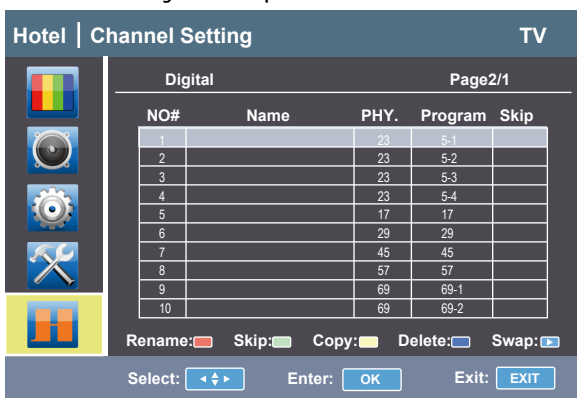 Hotel | Channel Setting TV
Digital Page2/1
NO# Name PHY. Program Skip
1 23 5-1
2 23 5-2
3 23 5-3
4 23 5-4
5 17 17
6 29 29
7 45 45
8 57 57
9 69 69-1
10 69 69-2
Rename: Skip: Copy: Delete: Swap:
Select: Enter: OK Exit: EXIT